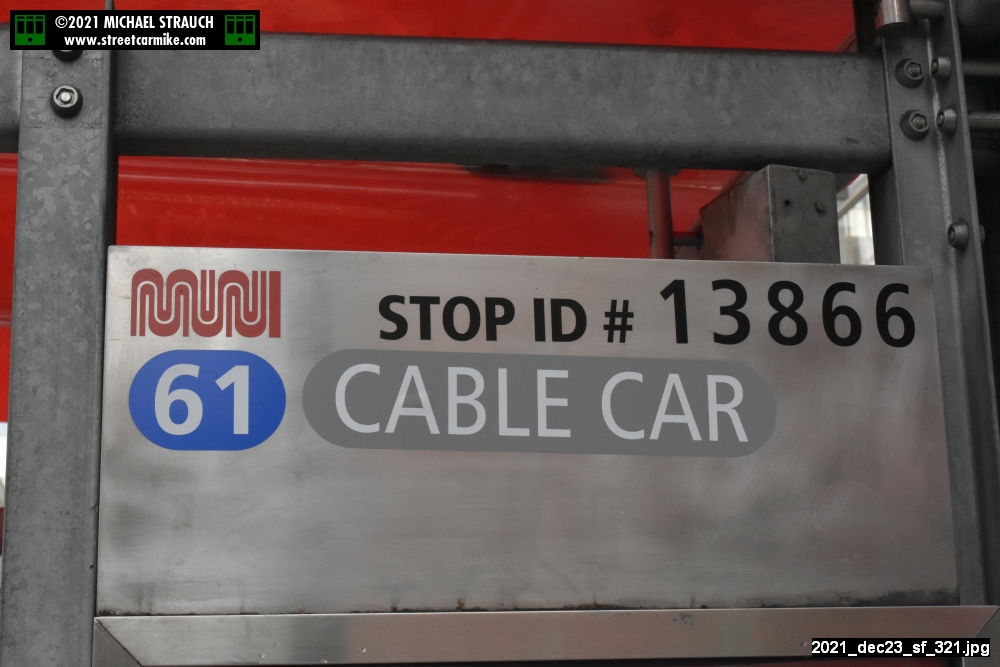 ©2021 MICHAEL STRAUCH
www.streetcarmike.com
MUNI
STOP ID # 13866
61 CABLE CAR
2021_dec23_sf_321.jpg